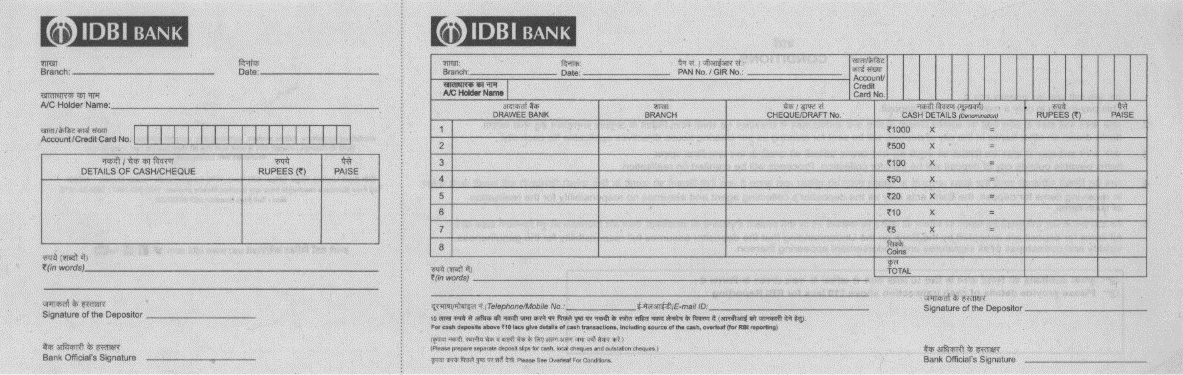 IDBI BANK
शाखा
Branch:
दिनांक
Date:
खाताधारक का नाम
A/C Holder Name:
खाता/क्रेडिट कार्ड संख्या
Account/Credit Card No.
नकदी / चेक का विवरण
DETAILS OF CASH/CHEQUE
रुपये
RUPEES (₹)
पैसे
PAISE
रुपये (शब्दों में)
₹(in words)
जमाकर्ता के हस्ताक्षर
Signature of the Depositor
बैंक अधिकारी के हस्ताक्षर
Bank Official's Signature
IDBI BANK
शाखा:
Branch:
दिनांक:
Date:
पैन सं. / जीआईआर सं.:
PAN No. / GIR No.:
खाता/क्रेडिट
कार्ड संख्या
Account/
Credit
Card No.
खाताधारक का नाम
A/C Holder Name
अदाकर्ता बैंक
DRAWEE BANK
शाखा
BRANCH
चेक / ड्राफ्ट सं
CHEQUE/DRAFT No.
नकदी विवरण (मूल्यवर्ग)
CASH DETAILS (Denomination)
रुपये
RUPEES (₹)
पैसे
PAISE
1 ₹1000 X =
2 ₹500 X =
3 ₹100 X =
4 ₹50 X =
5 ₹20 X =
6 ₹10 X =
7 ₹5 X =
8 सिक्के
Coins
कुल
TOTAL
रुपये (शब्दों में)
₹(in words)
दूरभाष/मोबाइल नं (Telephone/Mobile No.: ई-मेलआईडी/E-mail ID:
10 लाख रुपये से अधिक की नकदी जमा करने पर पिछले पृष्ठ पर नकदी के स्त्रोत सहित नकद लेनदेन के विवरण दें (आरबीआई को जानकारी देने हेतु).
For cash deposits above ₹10 lace give details of cash transactions, including source of the cash, overleaf (for RBI reporting)
(कृपया नकदी, स्थानीय चेक व बाहरी चेक के लिए अलग-अलग जमा पर्ची तैयार करें.)
(Please prepare separate deposit slips for cash, local cheques and outstation cheques.)
कृपया शर्तों के लिए पिछला पृष्ठ देखें. Please See Overleaf For Conditions.
जमाकर्ता के हस्ताक्षर
Signature of the Depositor
बैंक अधिकारी के हस्ताक्षर
Bank Official's Signature